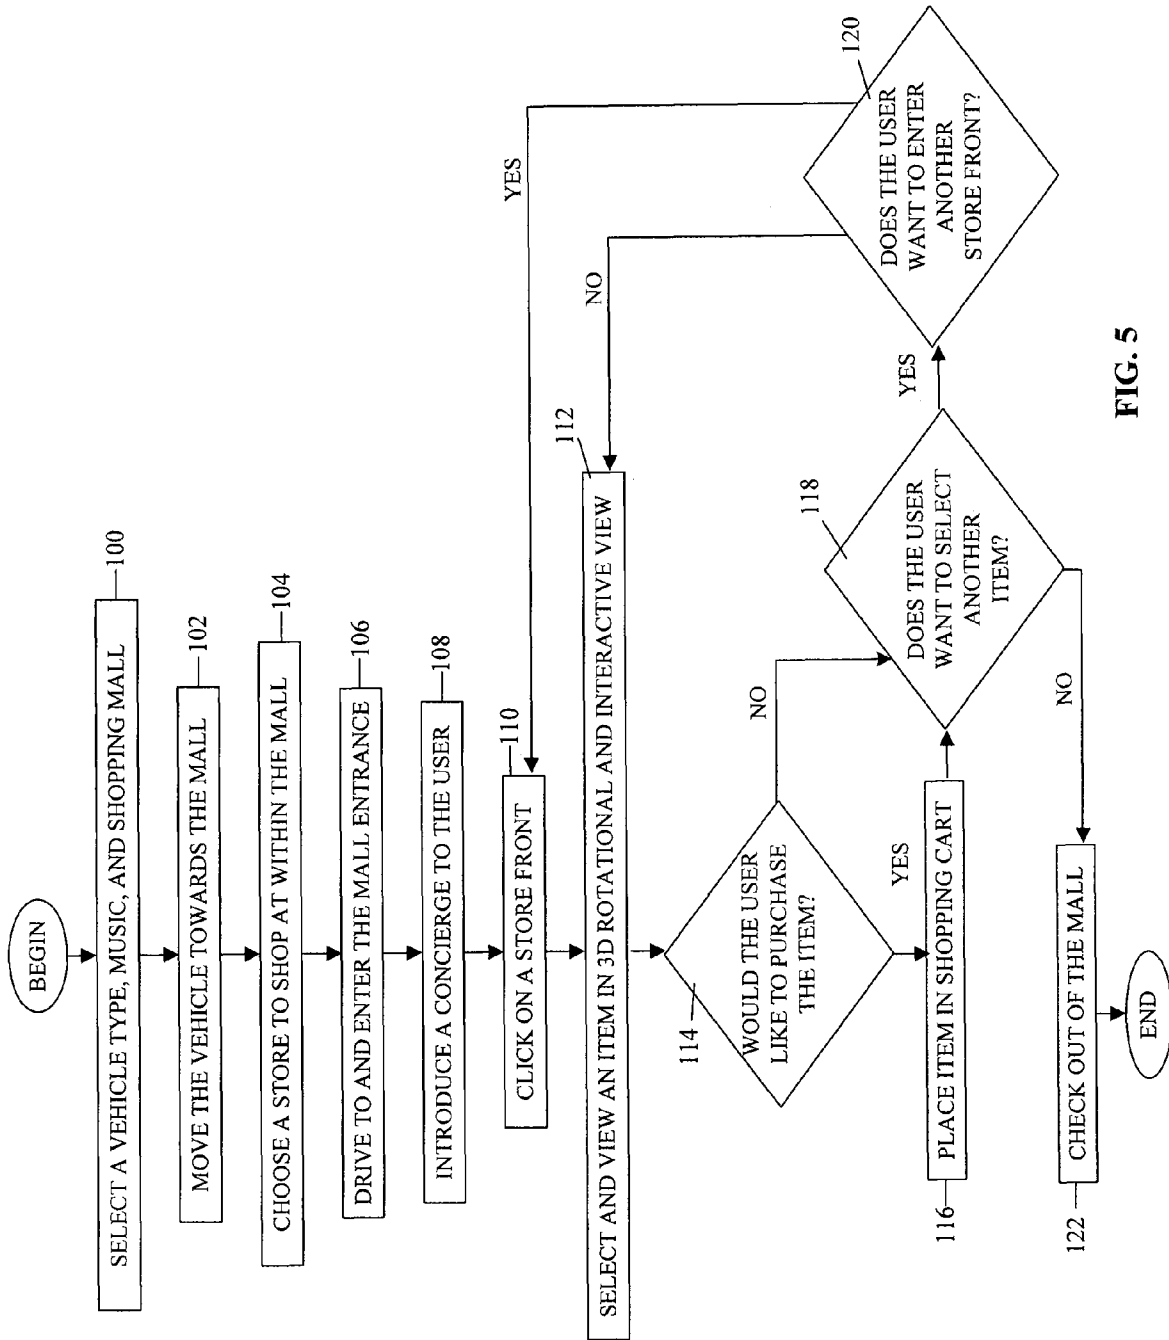 BEGIN
SELECT A VEHICLE TYPE, MUSIC, AND SHOPPING MALL
100
MOVE THE VEHICLE TOWARDS THE MALL
102
CHOOSE A STORE TO SHOP AT WITHIN THE MALL
104
DRIVE TO AND ENTER THE MALL ENTRANCE
106
INTRODUCE A CONCIERGE TO THE USER
108
CLICK ON A STORE FRONT
110
YES
SELECT AND VIEW AN ITEM IN 3D ROTATIONAL AND INTERACTIVE VIEW
112
NO
114
WOULD THE USER
LIKE TO PURCHASE
THE ITEM?
NO
YES
116
PLACE ITEM IN SHOPPING CART
118
DOES THE USER
WANT TO SELECT
ANOTHER
ITEM?
YES
NO
120
DOES THE USER
WANT TO ENTER
ANOTHER
STORE FRONT?
122
CHECK OUT OF THE MALL
END
FIG. 5